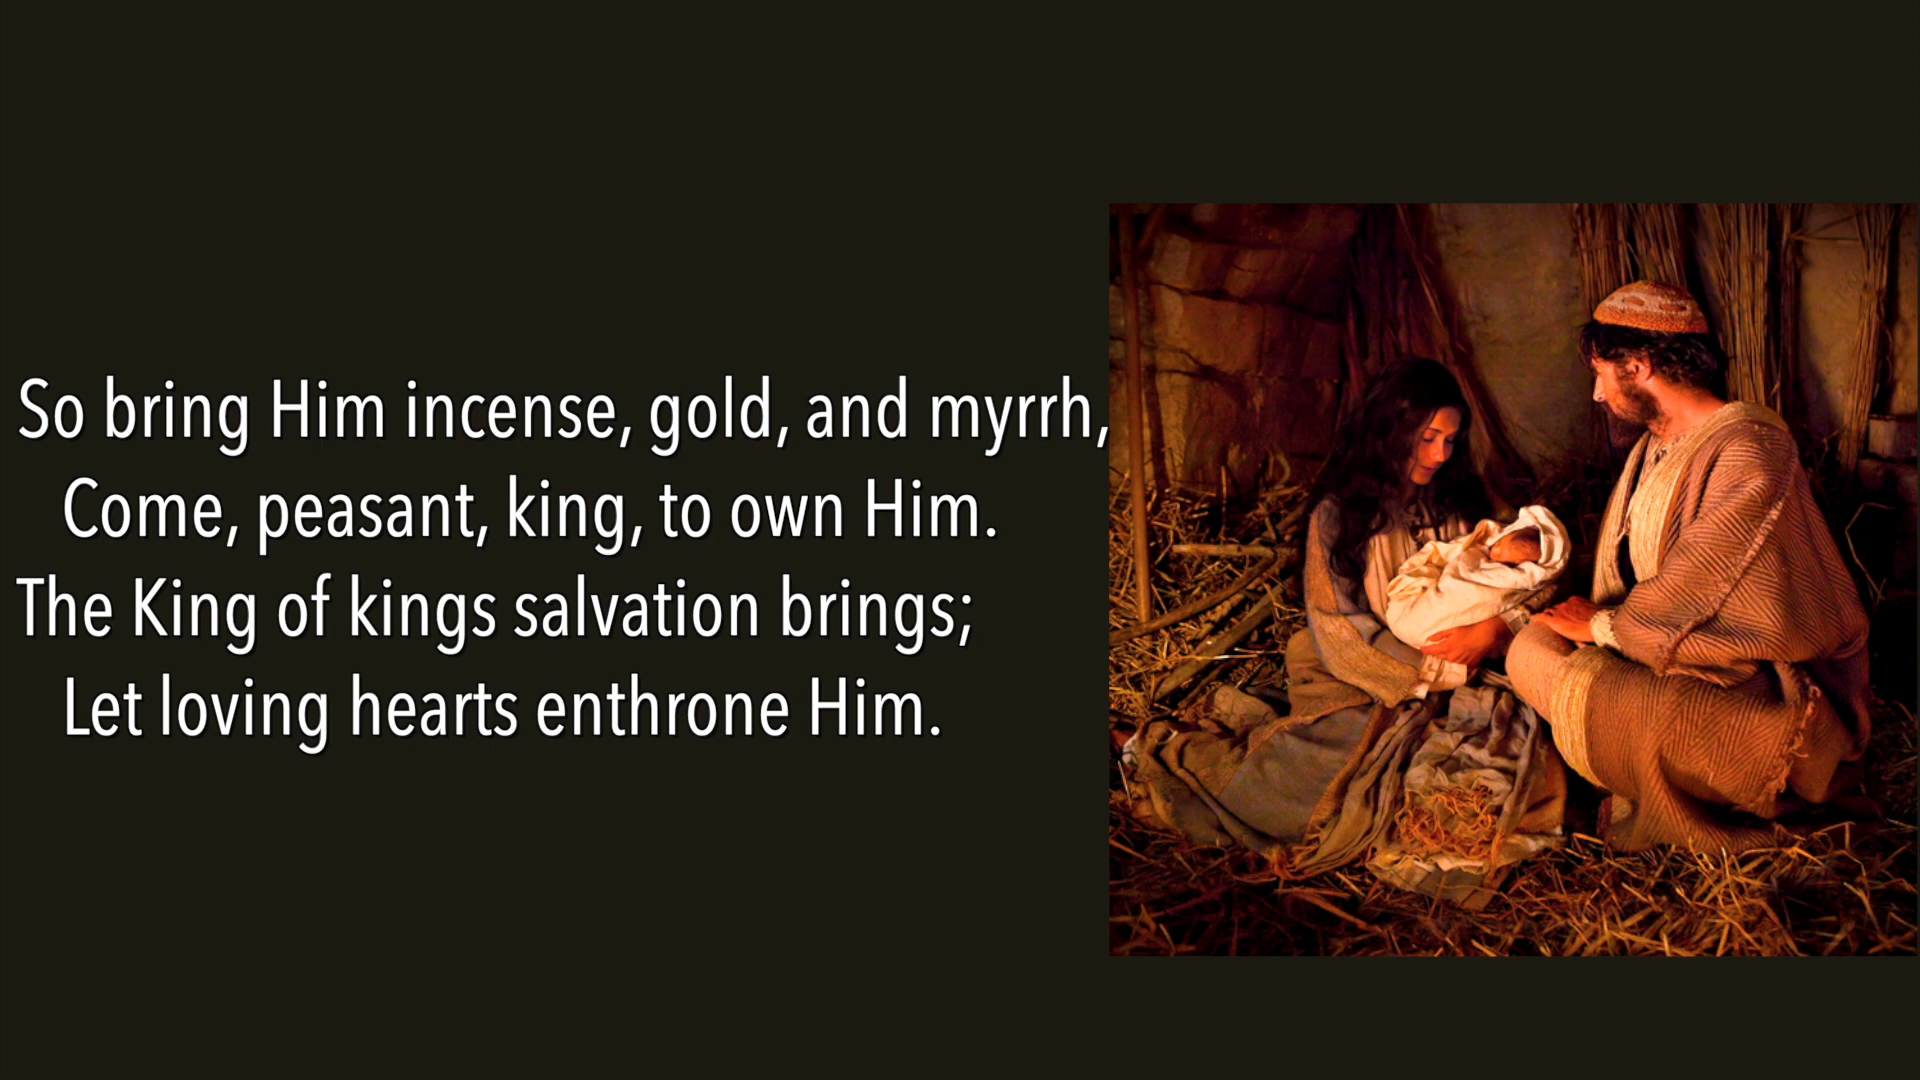 So bring Him incense, gold, and myrrh,
Come, peasant, king, to own Him.
The King of kings salvation brings;
Let loving hearts enthrone Him.